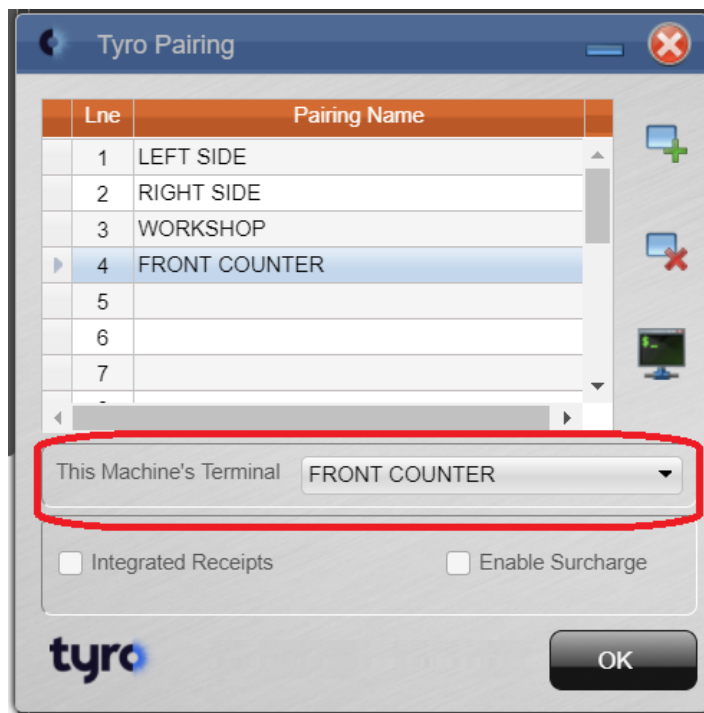 Tyro Pairing
Lne Pairing Name
1 LEFT SIDE
2 RIGHT SIDE
3 WORKSHOP
4 FRONT COUNTER
5
6
7
This Machine's Terminal FRONT COUNTER
Integrated Receipts Enable Surcharge
tyro OK